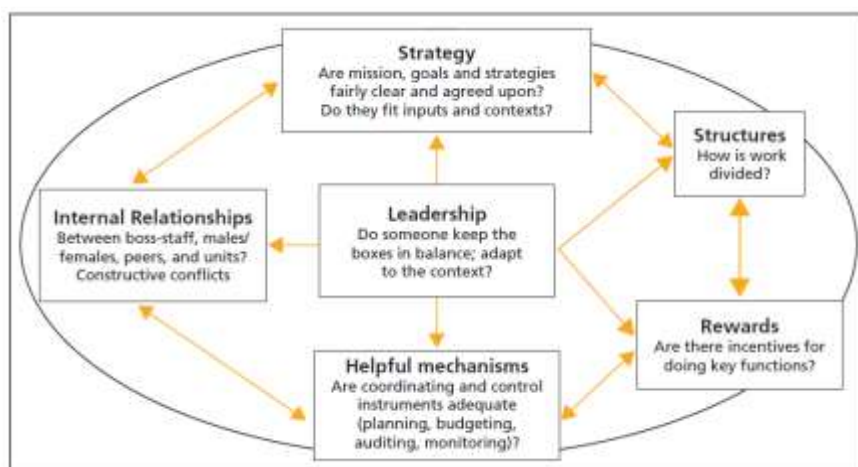 Strategy
Are mission, goals and strategies
fairly clear and agreed upon?
Do they fit inputs and contexts?
Structures
How is work
divided?
Internal Relationships
Between boss-staff, males/
females, peers, and units?
Constructive conflicts
Leadership
Do someone keep the
boxes in balance; adapt
to the context?
Rewards
Are there incentives for
doing key functions?
Helpful mechanisms
Are coordinating and control
instruments adequate
(planning, budgeting,
auditing, monitoring)?